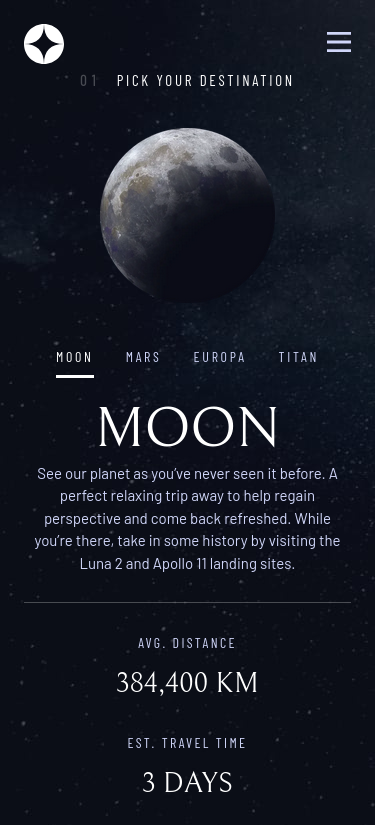 01 PICK YOUR DESTINATION
MOON MARS EUROPA TITAN
MOON
See our planet as you’ve never seen it before. A
perfect relaxing trip away to help regain
perspective and come back refreshed. While
you’re there, take in some history by visiting the
Luna 2 and Apollo 11 landing sites.
AVG. DISTANCE
384,400 KM
EST. TRAVEL TIME
3 DAYS